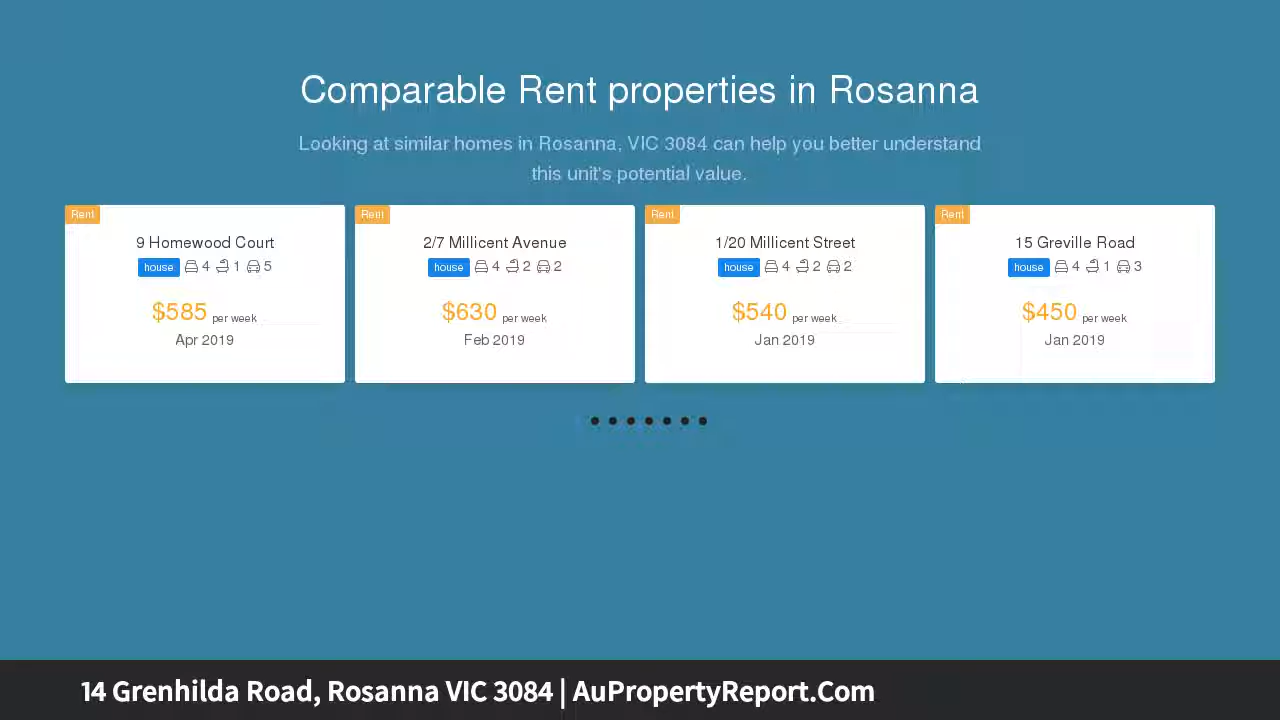 Comparable Rent properties in Rosanna
Looking at similar homes in Rosanna, VIC 3084 can help you better understand
this unit's potential value.
Rent
9 Homewood Court
house 4 1 5
$585 per week
Apr 2019
Rent
2/7 Millicent Avenue
house 4 2 2
$630 per week
Feb 2019
Rent
1/20 Millicent Street
house 4 2 2
$540 per week
Jan 2019
Rent
15 Greville Road
house 4 1 3
$450 per week
Jan 2019
14 Grenhilda Road, Rosanna VIC 3084 | AuPropertyReport.Com